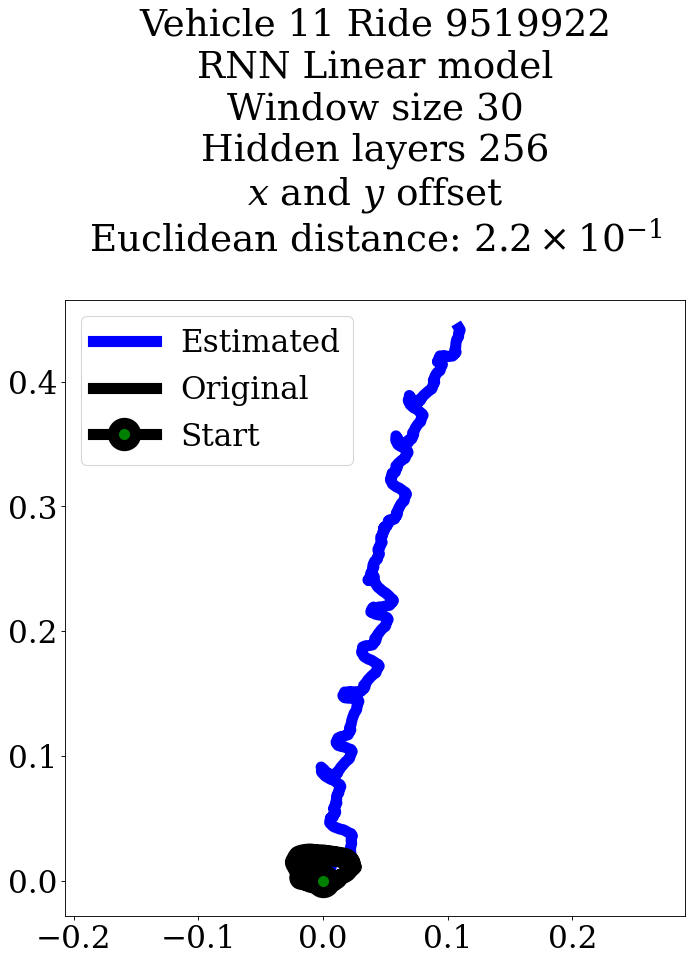 Vehicle 11 Ride 9519922
RNN Linear model
Window size 30
Hidden layers 256
x and y offset
Euclidean distance: 2.2 × 10⁻¹
Estimated
Original
Start
0.4
0.3
0.2
0.1
0.0
−0.2 −0.1 0.0 0.1 0.2